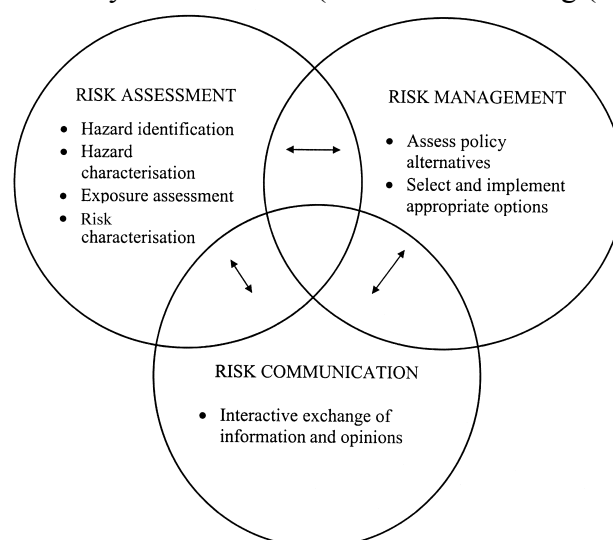 RISK ASSESSMENT
• Hazard identification
• Hazard
characterisation
• Exposure assessment
• Risk
characterisation
RISK MANAGEMENT
• Assess policy
alternatives
• Select and implement
appropriate options
RISK COMMUNICATION
• Interactive exchange of
information and opinions